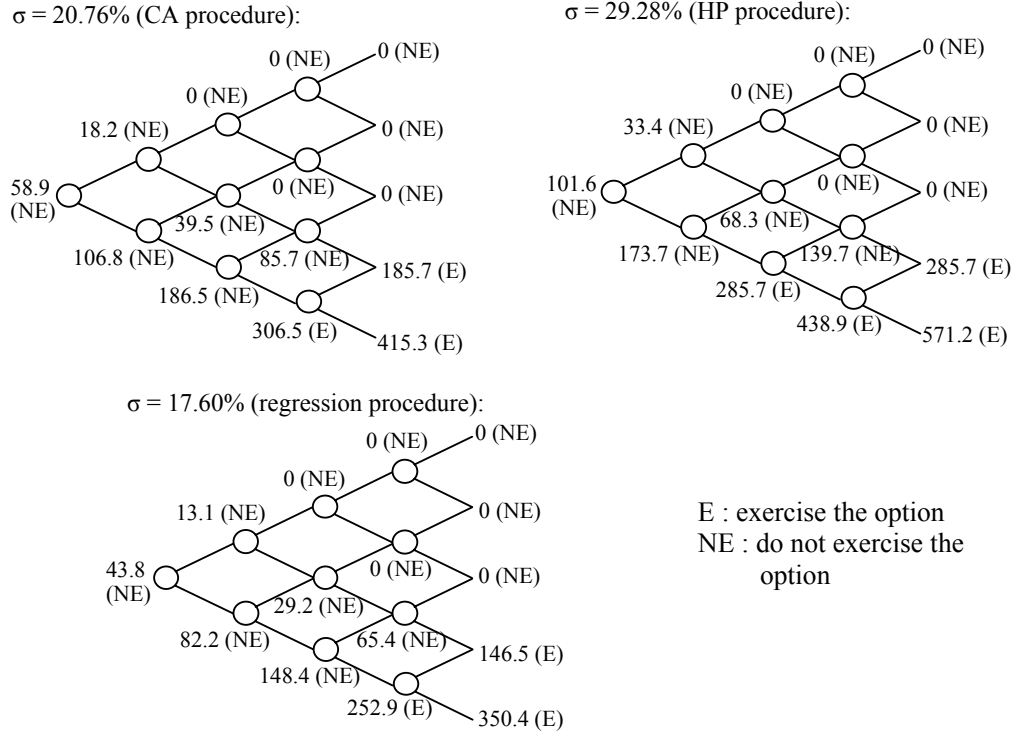 σ = 20.76% (CA procedure):
0 (NE)
0 (NE)
0 (NE)
18.2 (NE)
0 (NE)
58.9
(NE)
0 (NE)
0 (NE)
39.5 (NE)
106.8 (NE)
85.7 (NE)
185.7 (E)
186.5 (NE)
306.5 (E)
415.3 (E)
σ = 29.28% (HP procedure):
0 (NE)
0 (NE)
0 (NE)
33.4 (NE)
0 (NE)
101.6
(NE)
0 (NE)
0 (NE)
68.3 (NE)
173.7 (NE)
139.7 (NE)
285.7 (E)
285.7 (E)
438.9 (E)
571.2 (E)
σ = 17.60% (regression procedure):
0 (NE)
0 (NE)
0 (NE)
13.1 (NE)
0 (NE)
43.8
(NE)
0 (NE)
0 (NE)
29.2 (NE)
82.2 (NE)
65.4 (NE)
146.5 (E)
148.4 (NE)
252.9 (E)
350.4 (E)
E : exercise the option
NE : do not exercise the
option